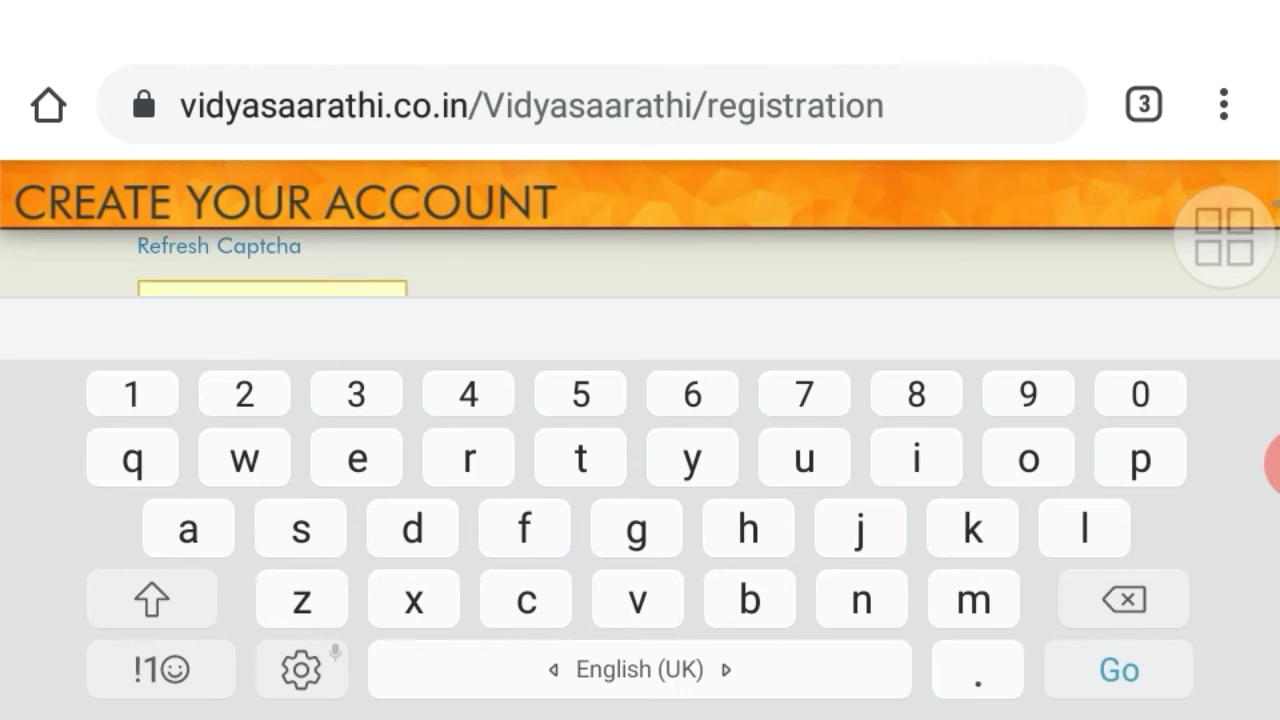 vidyasaarathi.co.in/Vidyasaarathi/registration
3
CREATE YOUR ACCOUNT
Refresh Captcha
1 2 3 4 5 6 7 8 9 0
q w e r t y u i o p
a s d f g h j k l
z x c v b n m
!1☺ English (UK) . Go